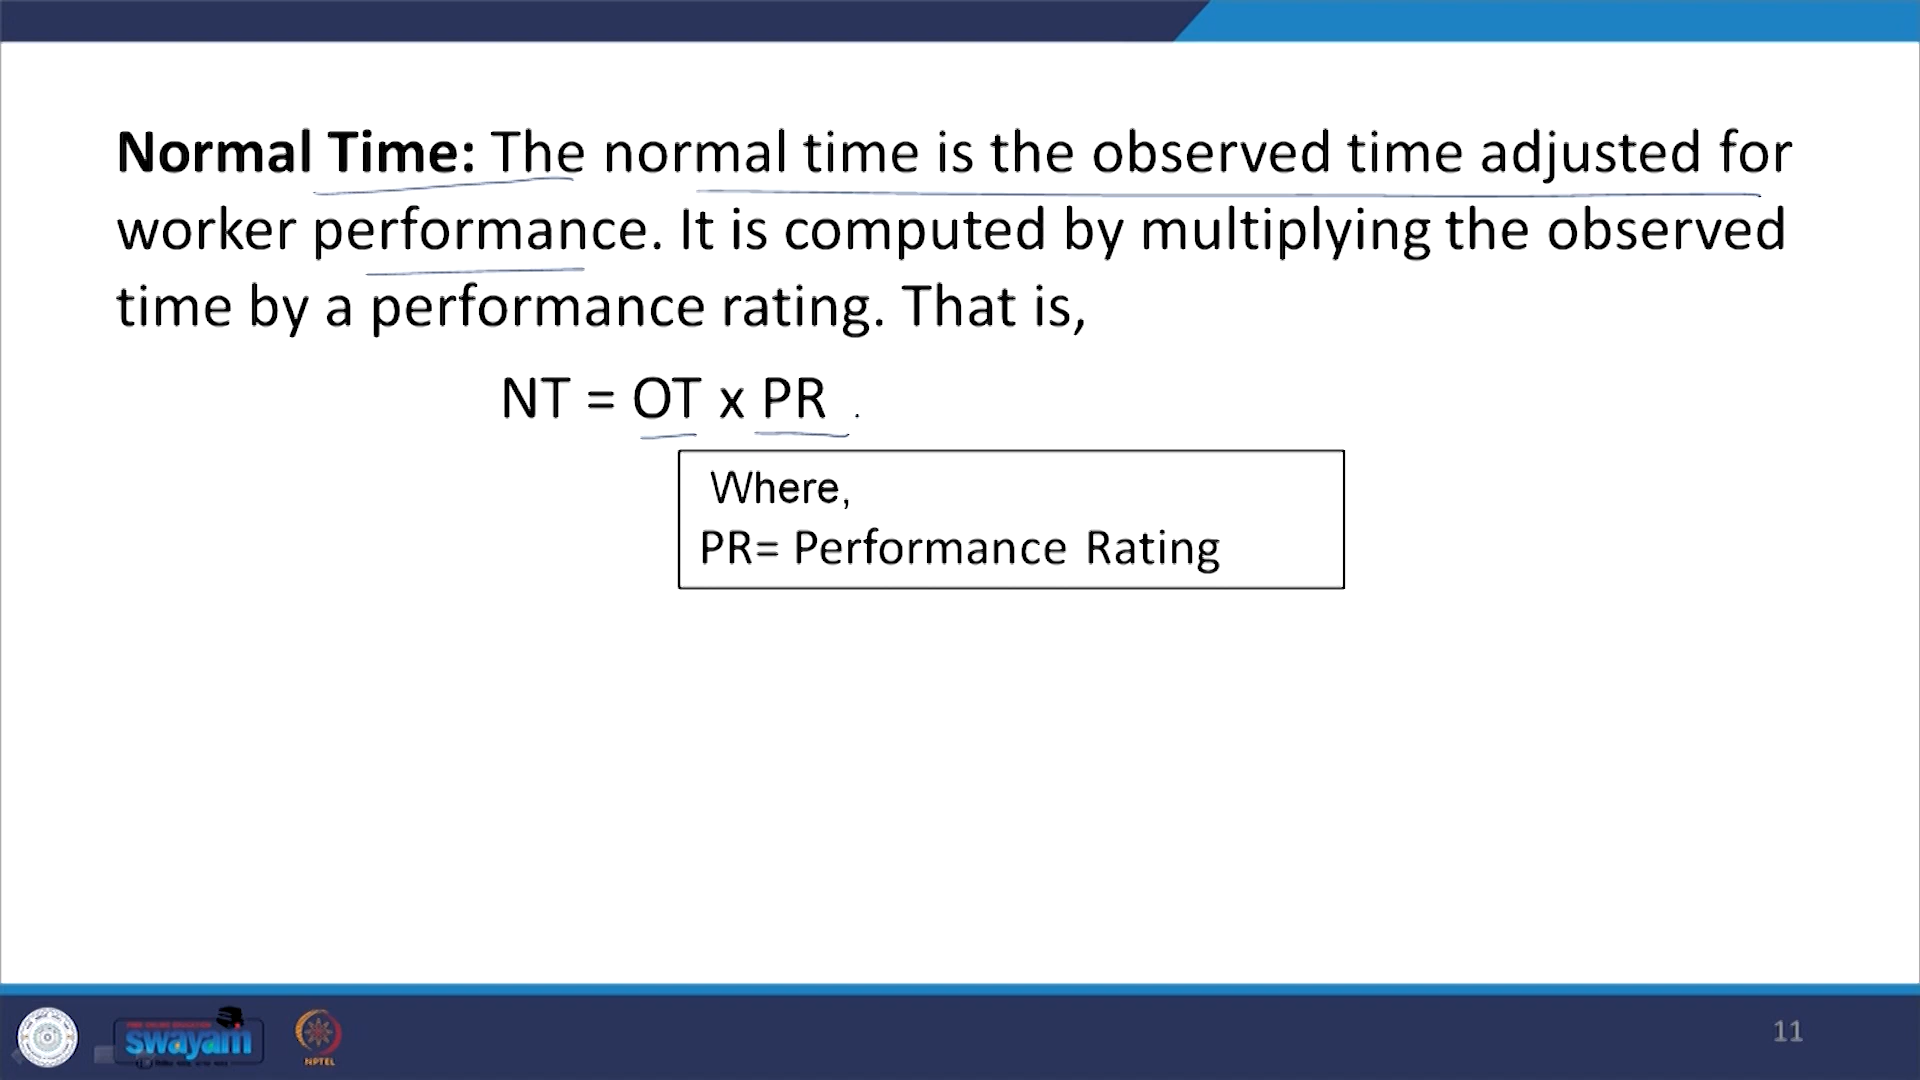 Normal Time: The normal time is the observed time adjusted for
worker performance. It is computed by multiplying the observed
time by a performance rating. That is,
NT = OT x PR .
Where,
PR= Performance Rating
swayam
NPTEL
11